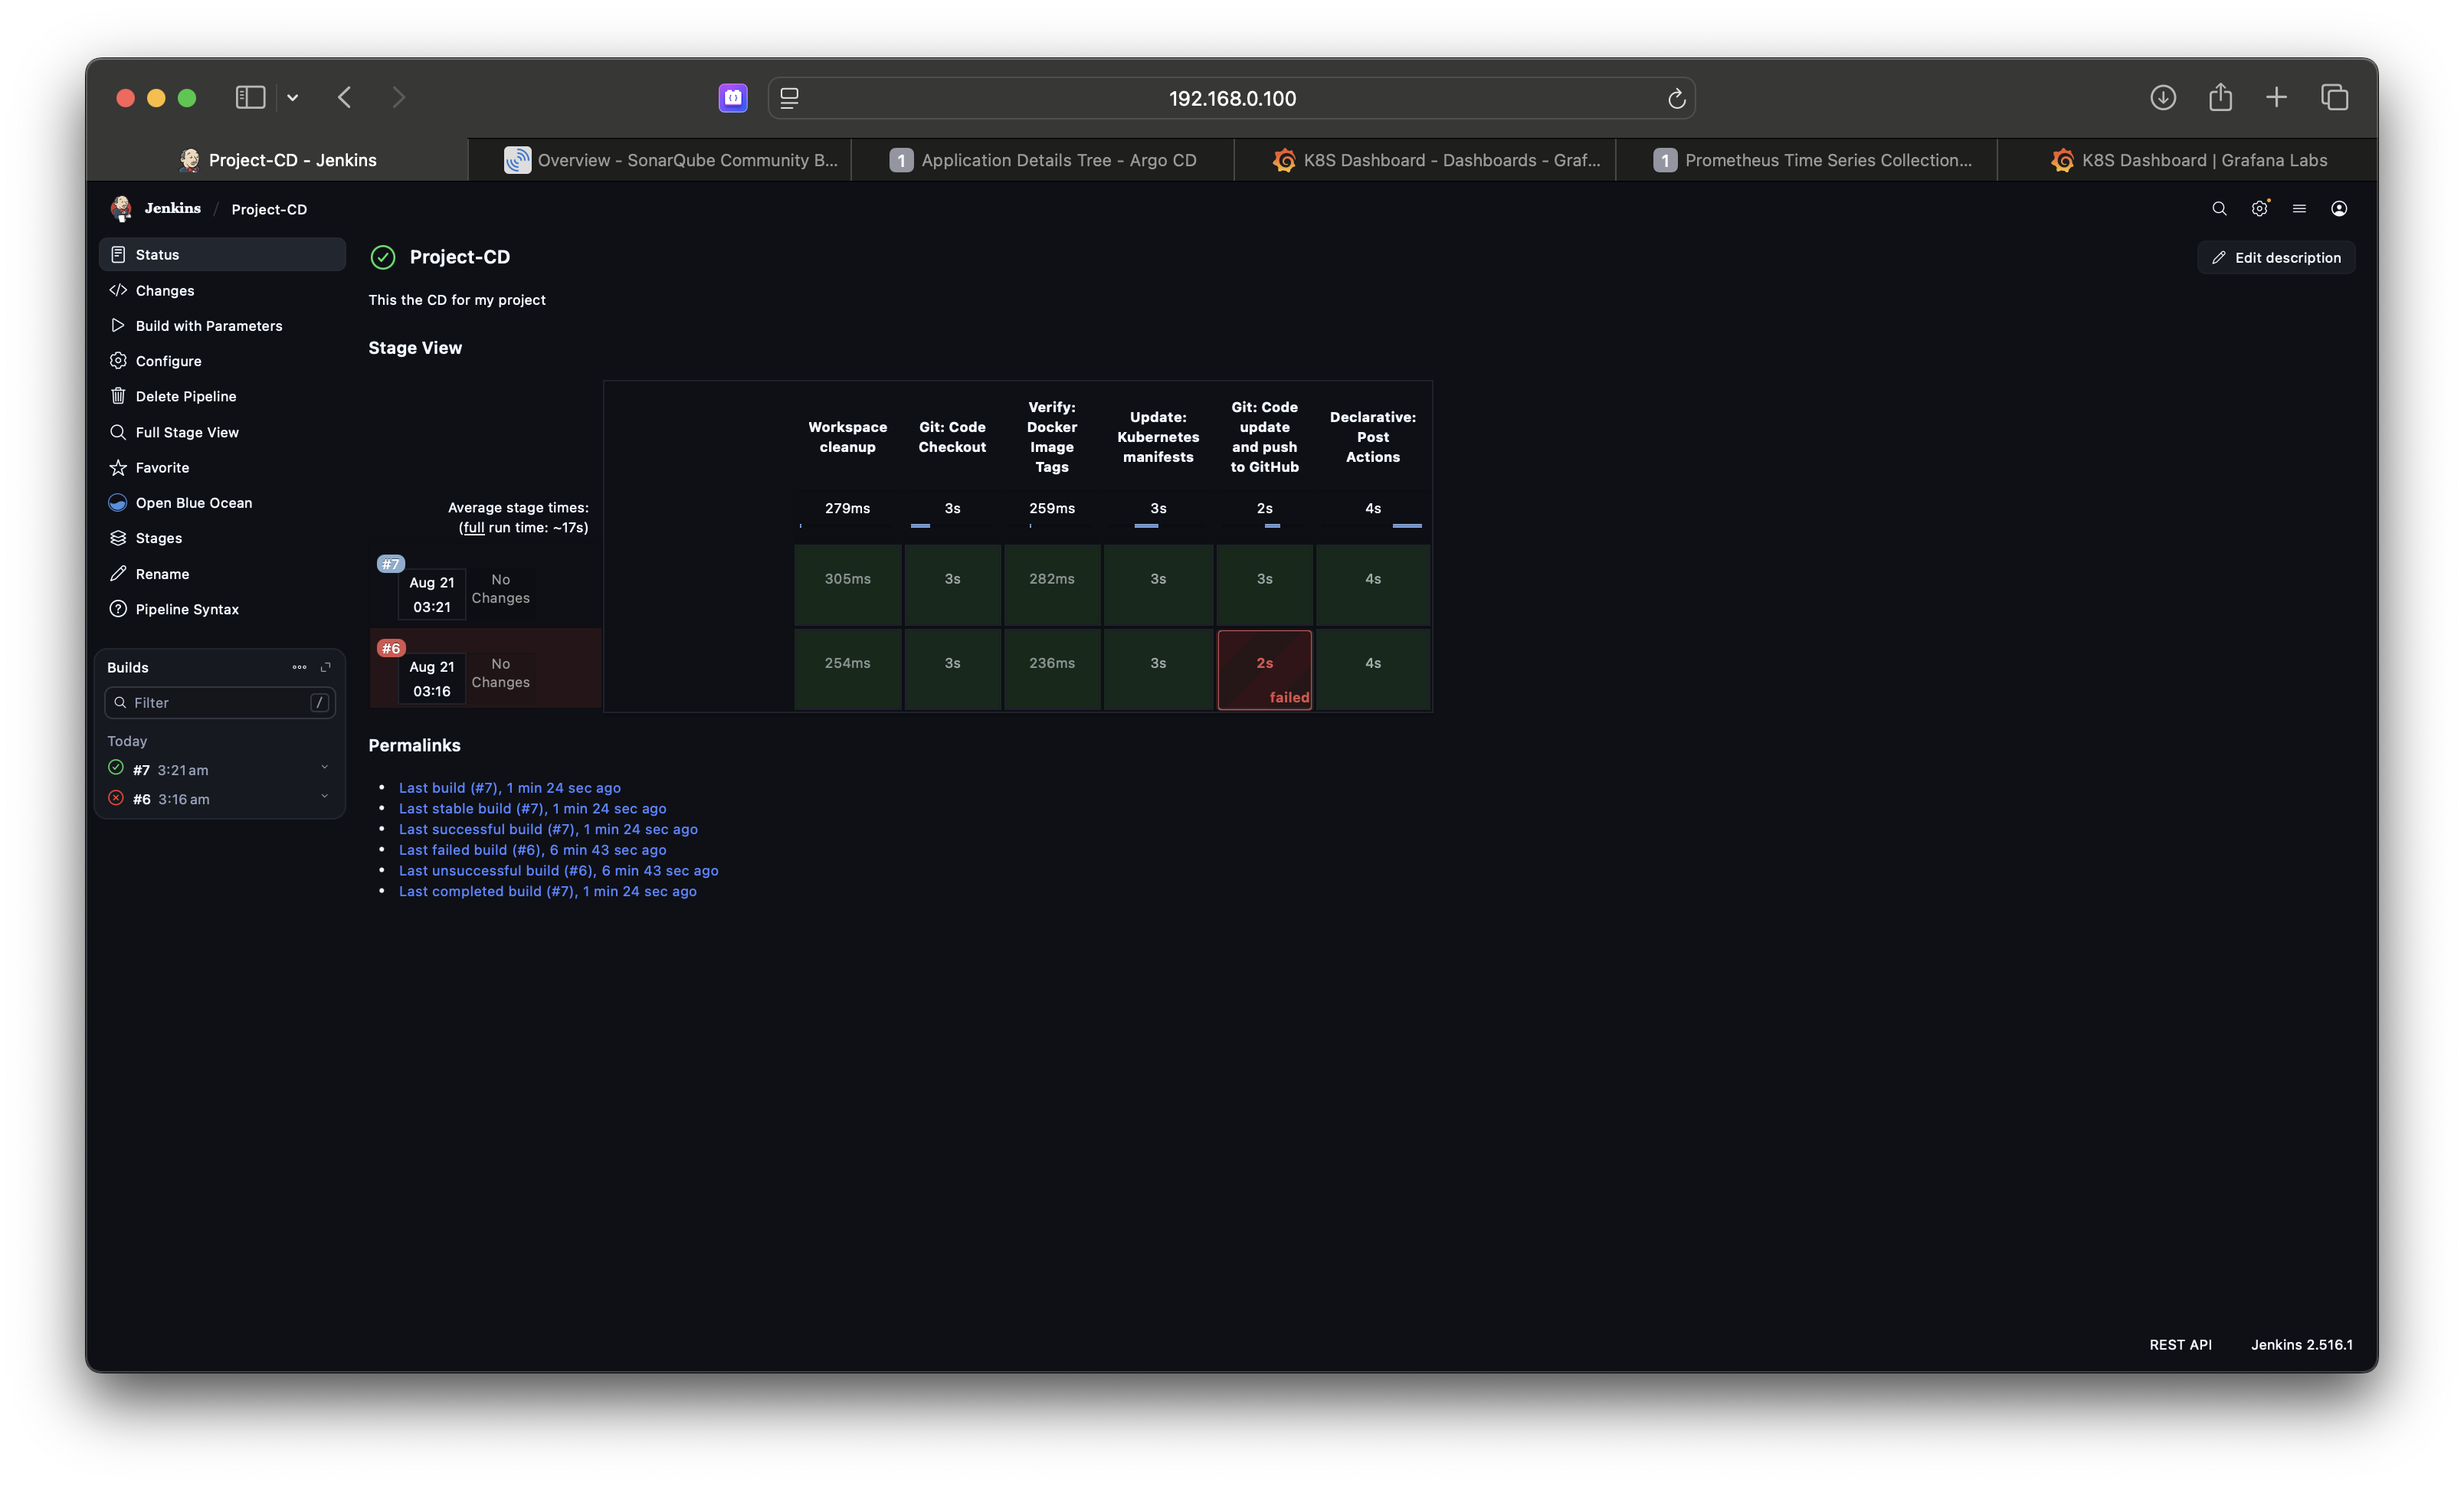 192.168.0.100
Project-CD - Jenkins
Overview - SonarQube Community B...
1 Application Details Tree - Argo CD
K8S Dashboard - Dashboards - Graf...
1 Prometheus Time Series Collection...
K8S Dashboard | Grafana Labs
Jenkins / Project-CD
Status
Changes
Build with Parameters
Configure
Delete Pipeline
Full Stage View
Favorite
Open Blue Ocean
Stages
Rename
Pipeline Syntax
Builds
Filter /
Today
#7 3:21 am
#6 3:16 am
Project-CD
Edit description
This the CD for my project
Stage View
Workspace
cleanup
Git: Code
Checkout
Verify:
Docker
Image
Tags
Update:
Kubernetes
manifests
Git: Code
update
and push
to GitHub
Declarative:
Post
Actions
Average stage times:
(full run time: ~17s)
279ms 3s 259ms 3s 2s 4s
#7
Aug 21
03:21
No
Changes
305ms 3s 282ms 3s 3s 4s
#6
Aug 21
03:16
No
Changes
254ms 3s 236ms 3s 2s 4s
failed
Permalinks
• Last build (#7), 1 min 24 sec ago
• Last stable build (#7), 1 min 24 sec ago
• Last successful build (#7), 1 min 24 sec ago
• Last failed build (#6), 6 min 43 sec ago
• Last unsuccessful build (#6), 6 min 43 sec ago
• Last completed build (#7), 1 min 24 sec ago
REST API
Jenkins 2.516.1